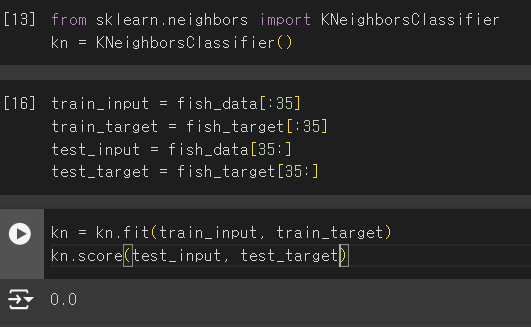 [13] from sklearn.neighbors import KNeighborsClassifier
kn = KNeighborsClassifier()
[16] train_input = fish_data[:35]
train_target = fish_target[:35]
test_input = fish_data[35:]
test_target = fish_target[35:]
kn = kn.fit(train_input, train_target)
kn.score(test_input, test_target)
0.0